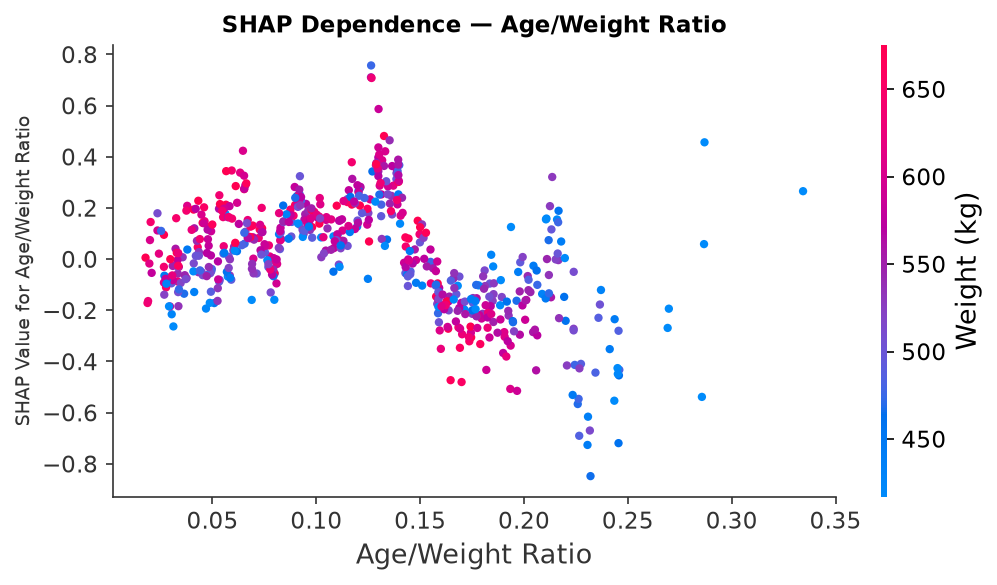 SHAP Dependence — Age/Weight Ratio
SHAP Value for Age/Weight Ratio
0.8
0.6
0.4
0.2
0.0
−0.2
−0.4
−0.6
−0.8
0.05 0.10 0.15 0.20 0.25 0.30 0.35
Age/Weight Ratio
650
600
550
500
450
Weight (kg)